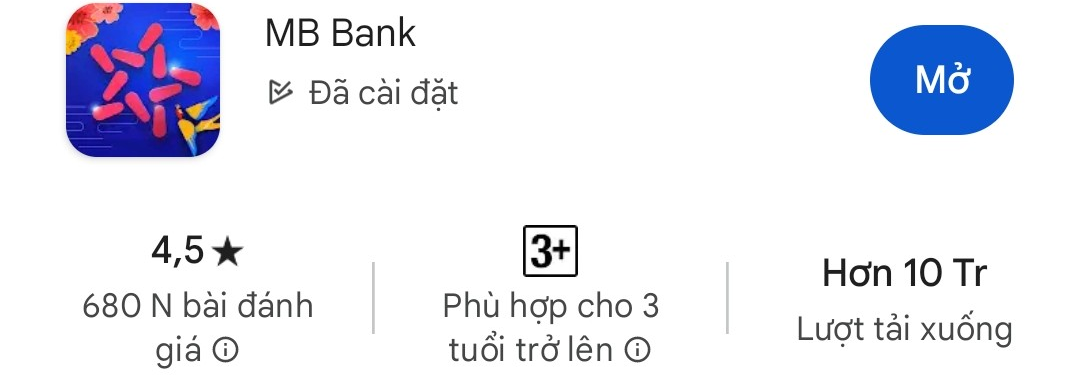 MB Bank
Đã cài đặt
Mở
4,5★
680 N bài đánh
giá
3+
Phù hợp cho 3
tuổi trở lên
Hơn 10 Tr
Lượt tải xuống